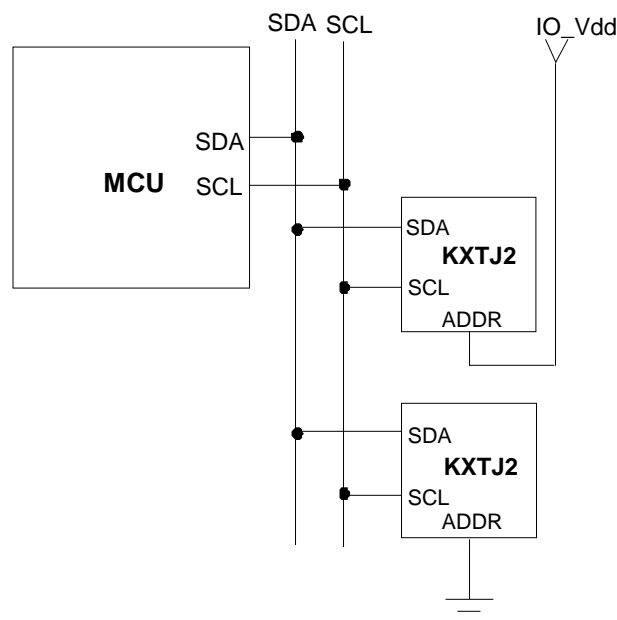 SDA SCL
IO_Vdd
SDA
MCU
SCL
SDA
KXTJ2
SCL
ADDR
SDA
KXTJ2
SCL
ADDR